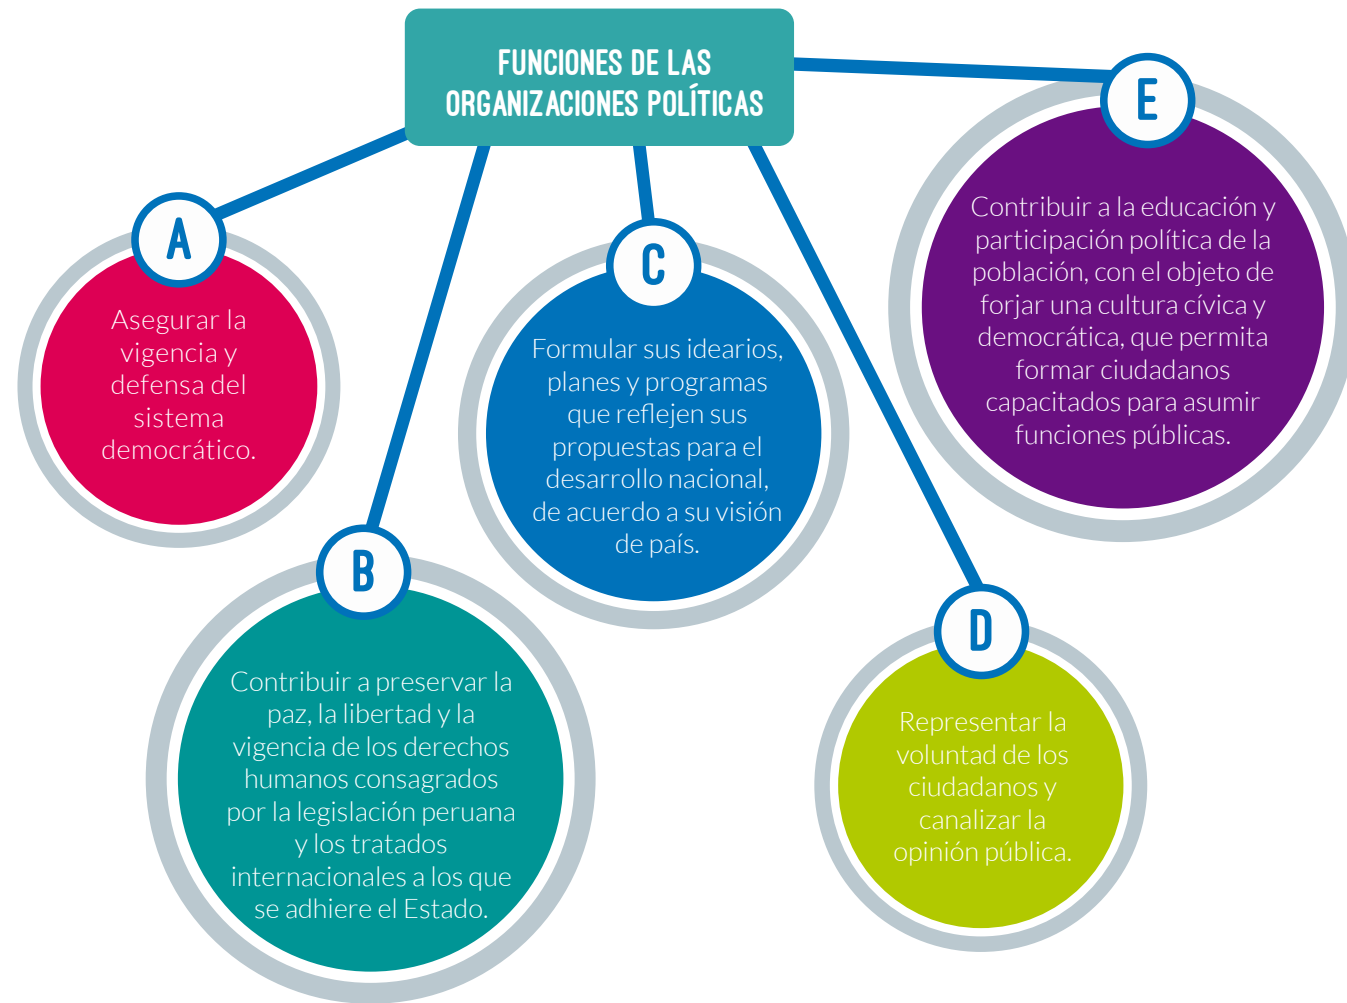 FUNCIONES DE LAS
ORGANIZACIONES POLÍTICAS
A
Asegurar la
vigencia y
defensa del
sistema
democrático.
B
Contribuir a preservar la
paz, la libertad y la
vigencia de los derechos
humanos consagrados
por la legislación peruana
y los tratados
internacionales a los que
se adhiere el Estado.
C
Formular sus idearios,
planes y programas
que reflejen sus
propuestas para el
desarrollo nacional,
de acuerdo a su visión
de país.
D
Representar la
voluntad de los
ciudadanos y
canalizar la
opinión pública.
E
Contribuir a la educación y
participación política de la
población, con el objeto de
forjar una cultura cívica y
democrática, que permita
formar ciudadanos
capacitados para asumir
funciones públicas.